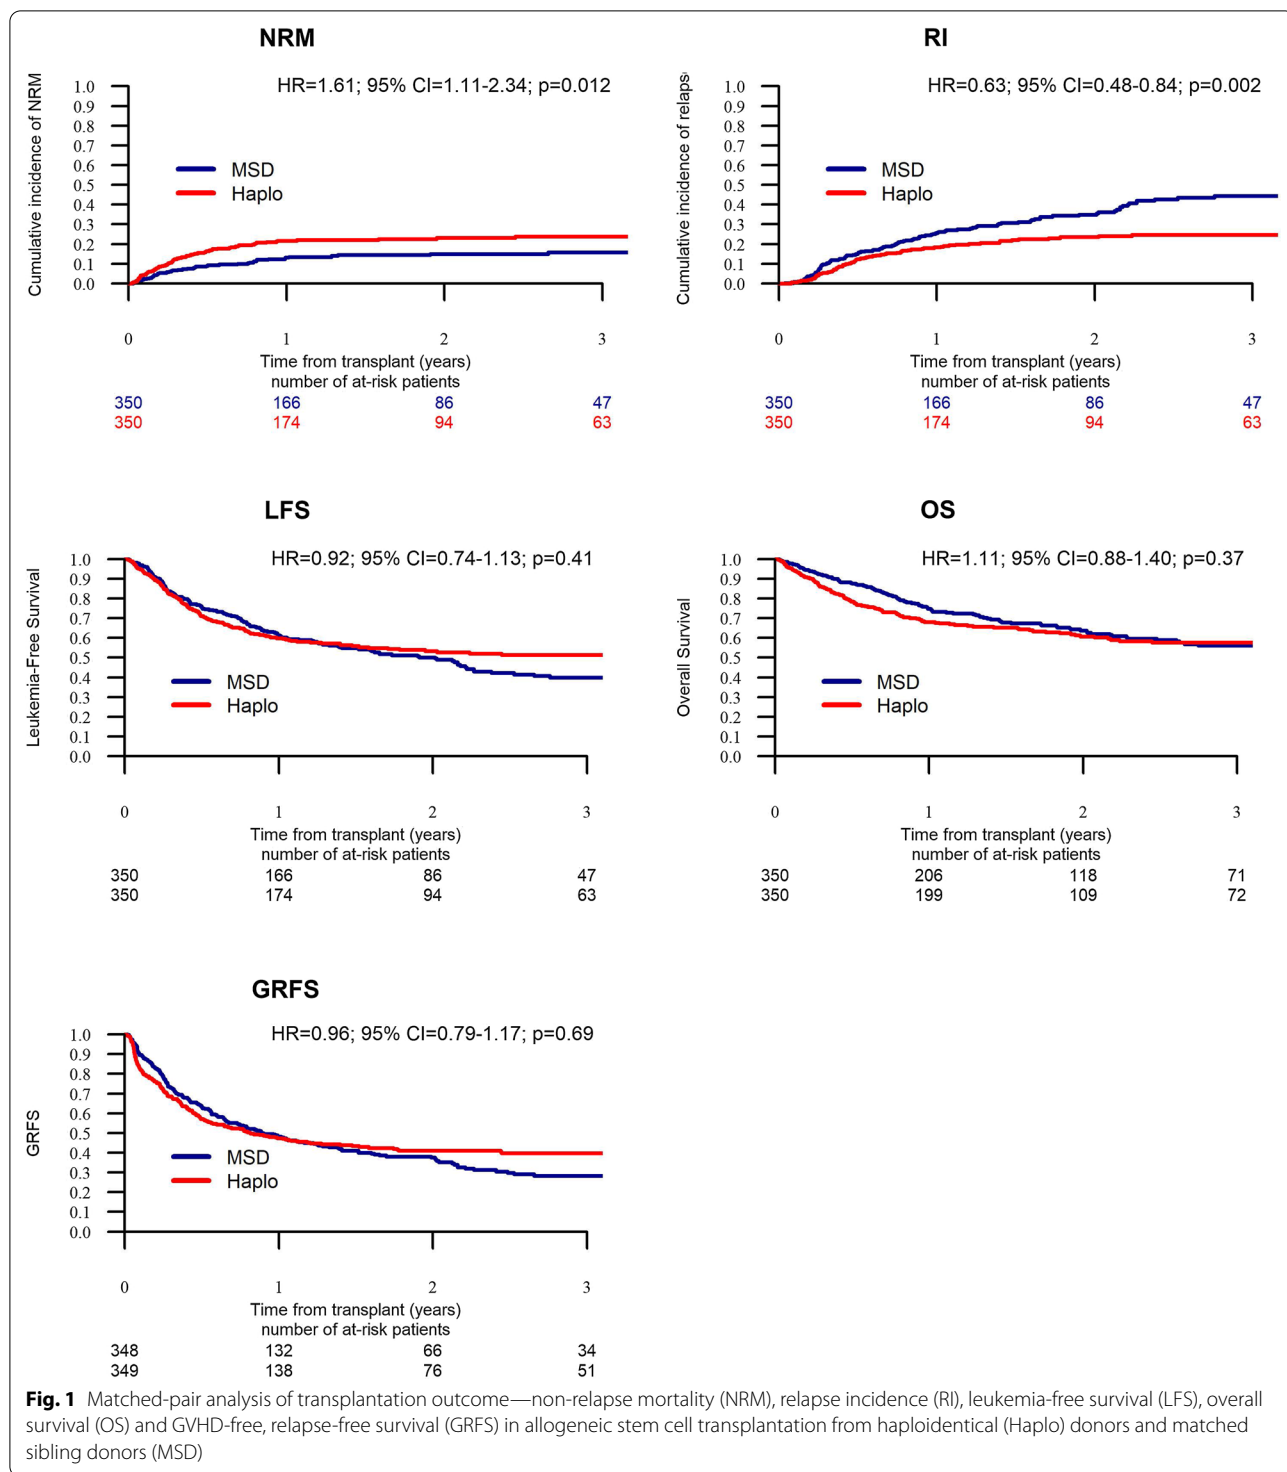 NRM
HR=1.61; 95% CI=1.11-2.34; p=0.012
Cumulative incidence of NRM
1.0
0.9
0.8
0.7
0.6
0.5
0.4
0.3
0.2
0.1
0.0
MSD
Haplo
0 1 2 3
Time from transplant (years)
number of at-risk patients
350 166 86 47
350 174 94 63
RI
HR=0.63; 95% CI=0.48-0.84; p=0.002
Cumulative incidence of relaps
1.0
0.9
0.8
0.7
0.6
0.5
0.4
0.3
0.2
0.1
0.0
MSD
Haplo
0 1 2 3
Time from transplant (years)
number of at-risk patients
350 166 86 47
350 174 94 63
LFS
HR=0.92; 95% CI=0.74-1.13; p=0.41
Leukemia-Free Survival
1.0
0.9
0.8
0.7
0.6
0.5
0.4
0.3
0.2
0.1
0.0
MSD
Haplo
0 1 2 3
Time from transplant (years)
number of at-risk patients
350 166 86 47
350 174 94 63
OS
HR=1.11; 95% CI=0.88-1.40; p=0.37
Overall Survival
1.0
0.9
0.8
0.7
0.6
0.5
0.4
0.3
0.2
0.1
0.0
MSD
Haplo
0 1 2 3
Time from transplant (years)
number of at-risk patients
350 206 118 71
350 199 109 72
GRFS
HR=0.96; 95% CI=0.79-1.17; p=0.69
GRFS
1.0
0.9
0.8
0.7
0.6
0.5
0.4
0.3
0.2
0.1
0.0
MSD
Haplo
0 1 2 3
Time from transplant (years)
number of at-risk patients
348 132 66 34
349 138 76 51
Fig. 1 Matched-pair analysis of transplantation outcome—non-relapse mortality (NRM), relapse incidence (RI), leukemia-free survival (LFS), overall
survival (OS) and GVHD-free, relapse-free survival (GRFS) in allogeneic stem cell transplantation from haploidentical (Haplo) donors and matched
sibling donors (MSD)